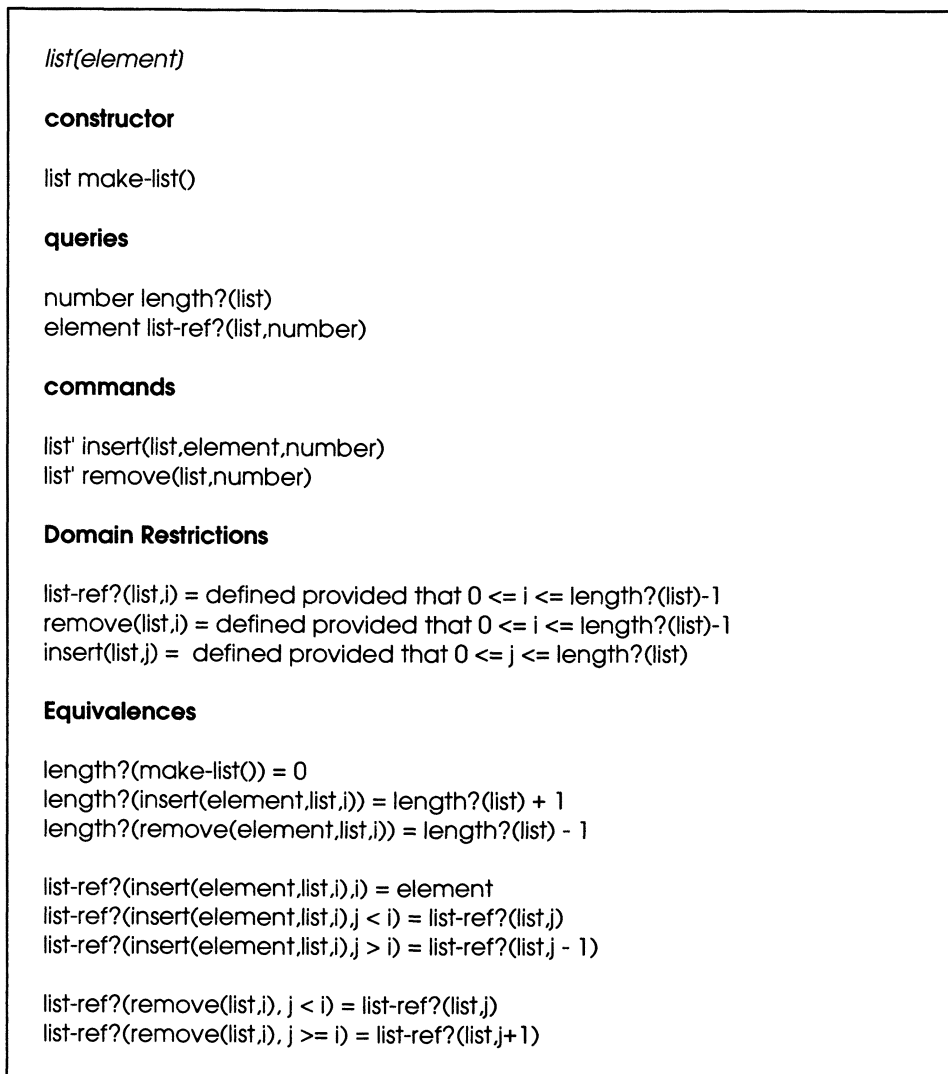 list(element)
constructor
list make-list()
queries
number length?(list)
element list-ref?(list,number)
commands
list' insert(list,element,number)
list' remove(list,number)
Domain Restrictions
list-ref?(list,i) = defined provided that 0 <= i <= length?(list)-1
remove(list,i) = defined provided that 0 <= i <= length?(list)-1
insert(list,j) = defined provided that 0 <= j <= length?(list)
Equivalences
length?(make-list()) = 0
length?(insert(element,list,i)) = length?(list) + 1
length?(remove(element,list,i)) = length?(list) - 1
list-ref?(insert(element,list,i),i) = element
list-ref?(insert(element,list,i),j < i) = list-ref?(list,j)
list-ref?(insert(element,list,i),j > i) = list-ref?(list,j - 1)
list-ref?(remove(list,i), j < i) = list-ref?(list,j)
list-ref?(remove(list,i), j >= i) = list-ref?(list,j+1)